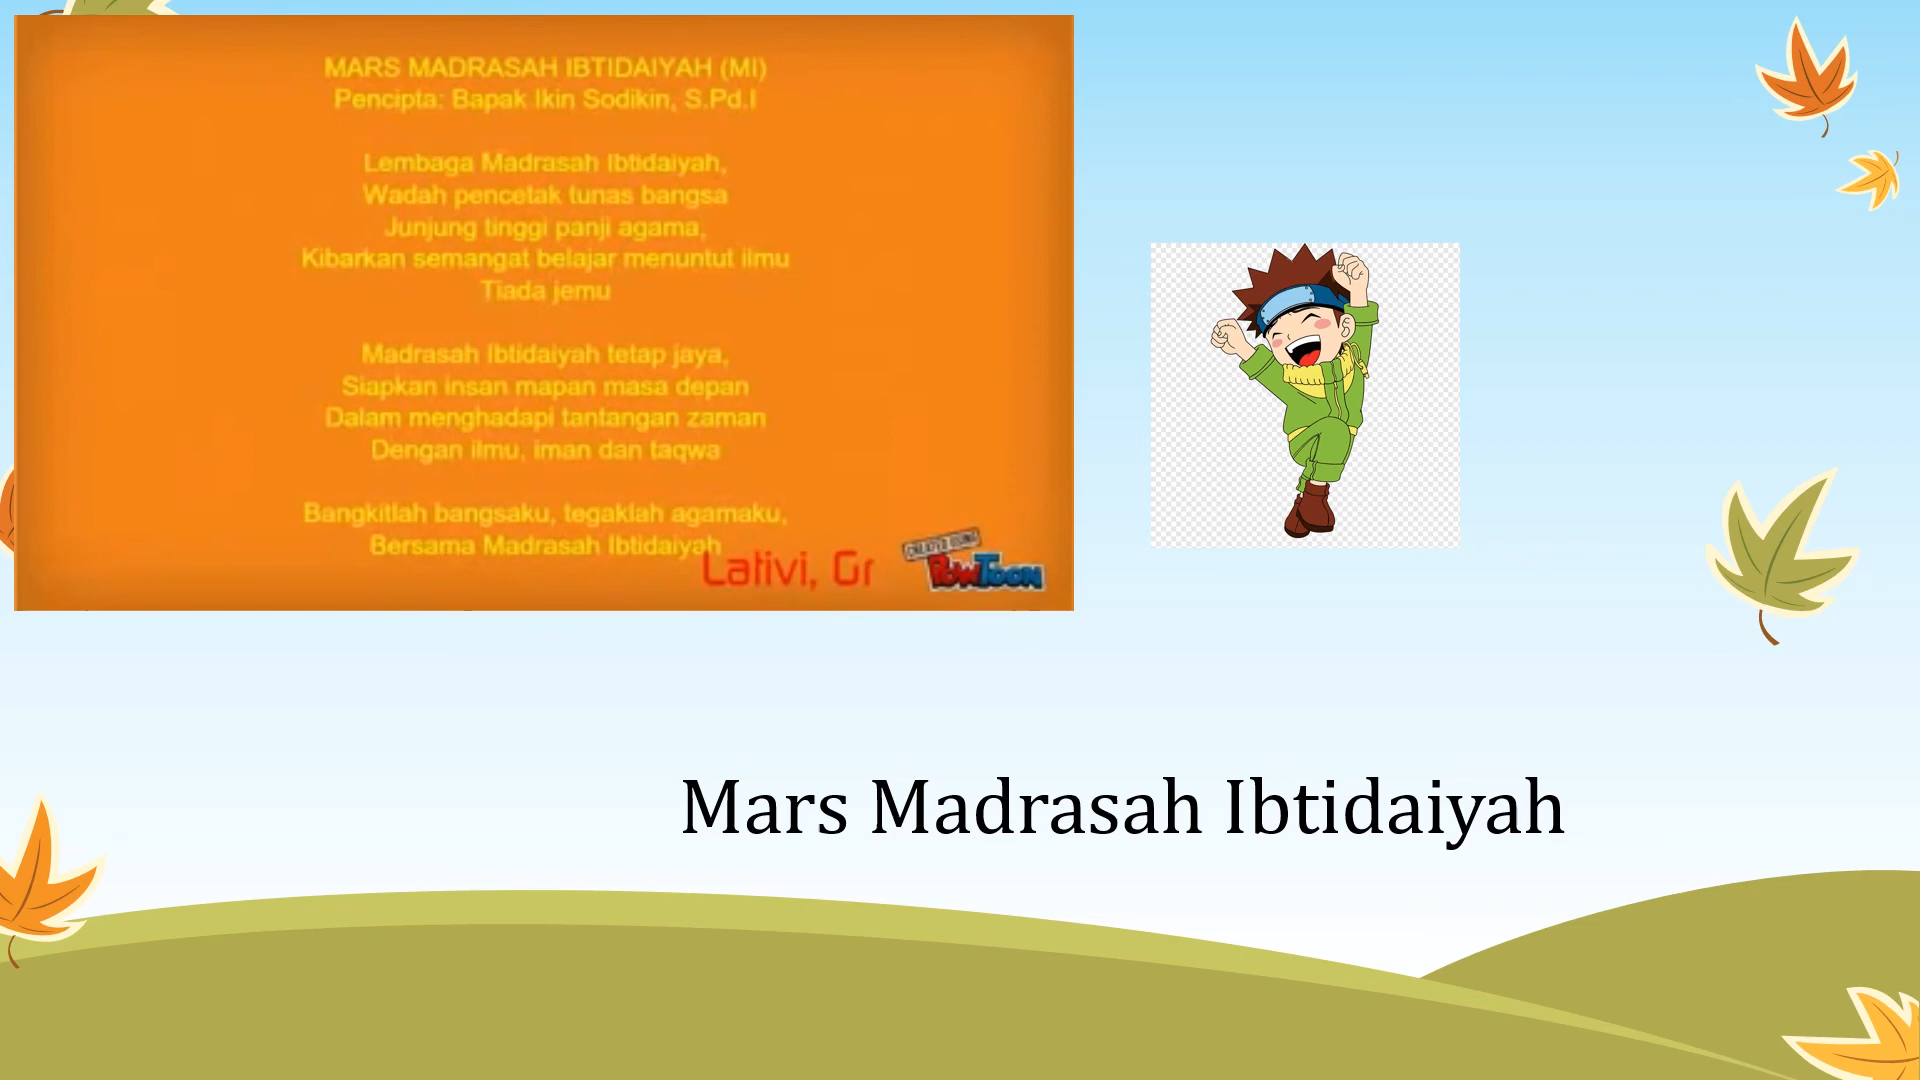 MARS MADRASAH IBTIDAIYAH (MI)
Pencipta: Bapak Ikin Sodikin, S.Pd.I
Lembaga Madrasah Ibtidaiyah,
Wadah pencetak tunas bangsa
Junjung tinggi panji agama,
Kibarkan semangat belajar menuntut ilmu
Tiada jemu
Madrasah Ibtidaiyah tetap jaya,
Siapkan insan mapan masa depan
Dalam menghadapi tantangan zaman
Dengan ilmu, iman dan taqwa
Bangkitlah bangsaku, tegaklah agamaku,
Bersama Madrasah Ibtidaiyah
Lativi, Gr
CREATED USING
POWTOON
Mars Madrasah Ibtidaiyah